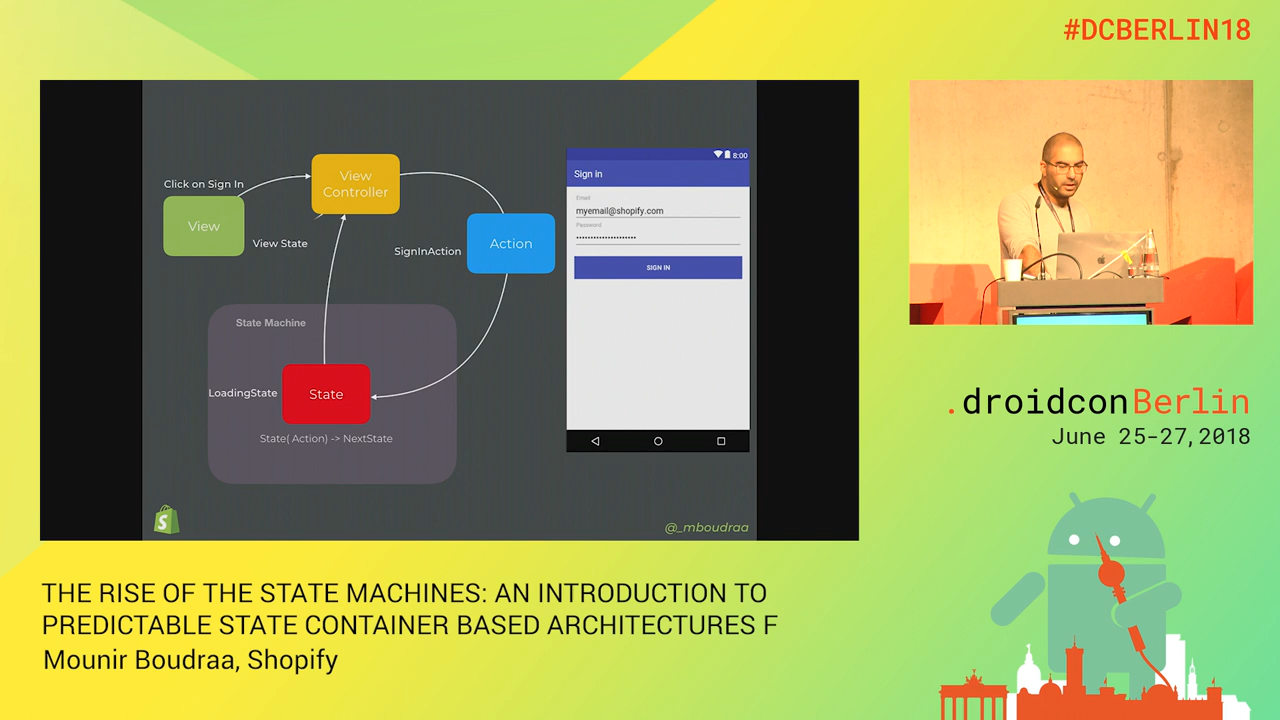 #DCBERLIN18
Click on Sign In
View
View
Controller
View State
SignInAction
Action
State Machine
LoadingState
State
State( Action) -> NextState
8:00
Sign in
Email
myemail@shopify.com
Password
SIGN IN
S
@_mboudraa
.droidconBerlin
June 25-27,2018
THE RISE OF THE STATE MACHINES: AN INTRODUCTION TO
PREDICTABLE STATE CONTAINER BASED ARCHITECTURES F
Mounir Boudraa, Shopify